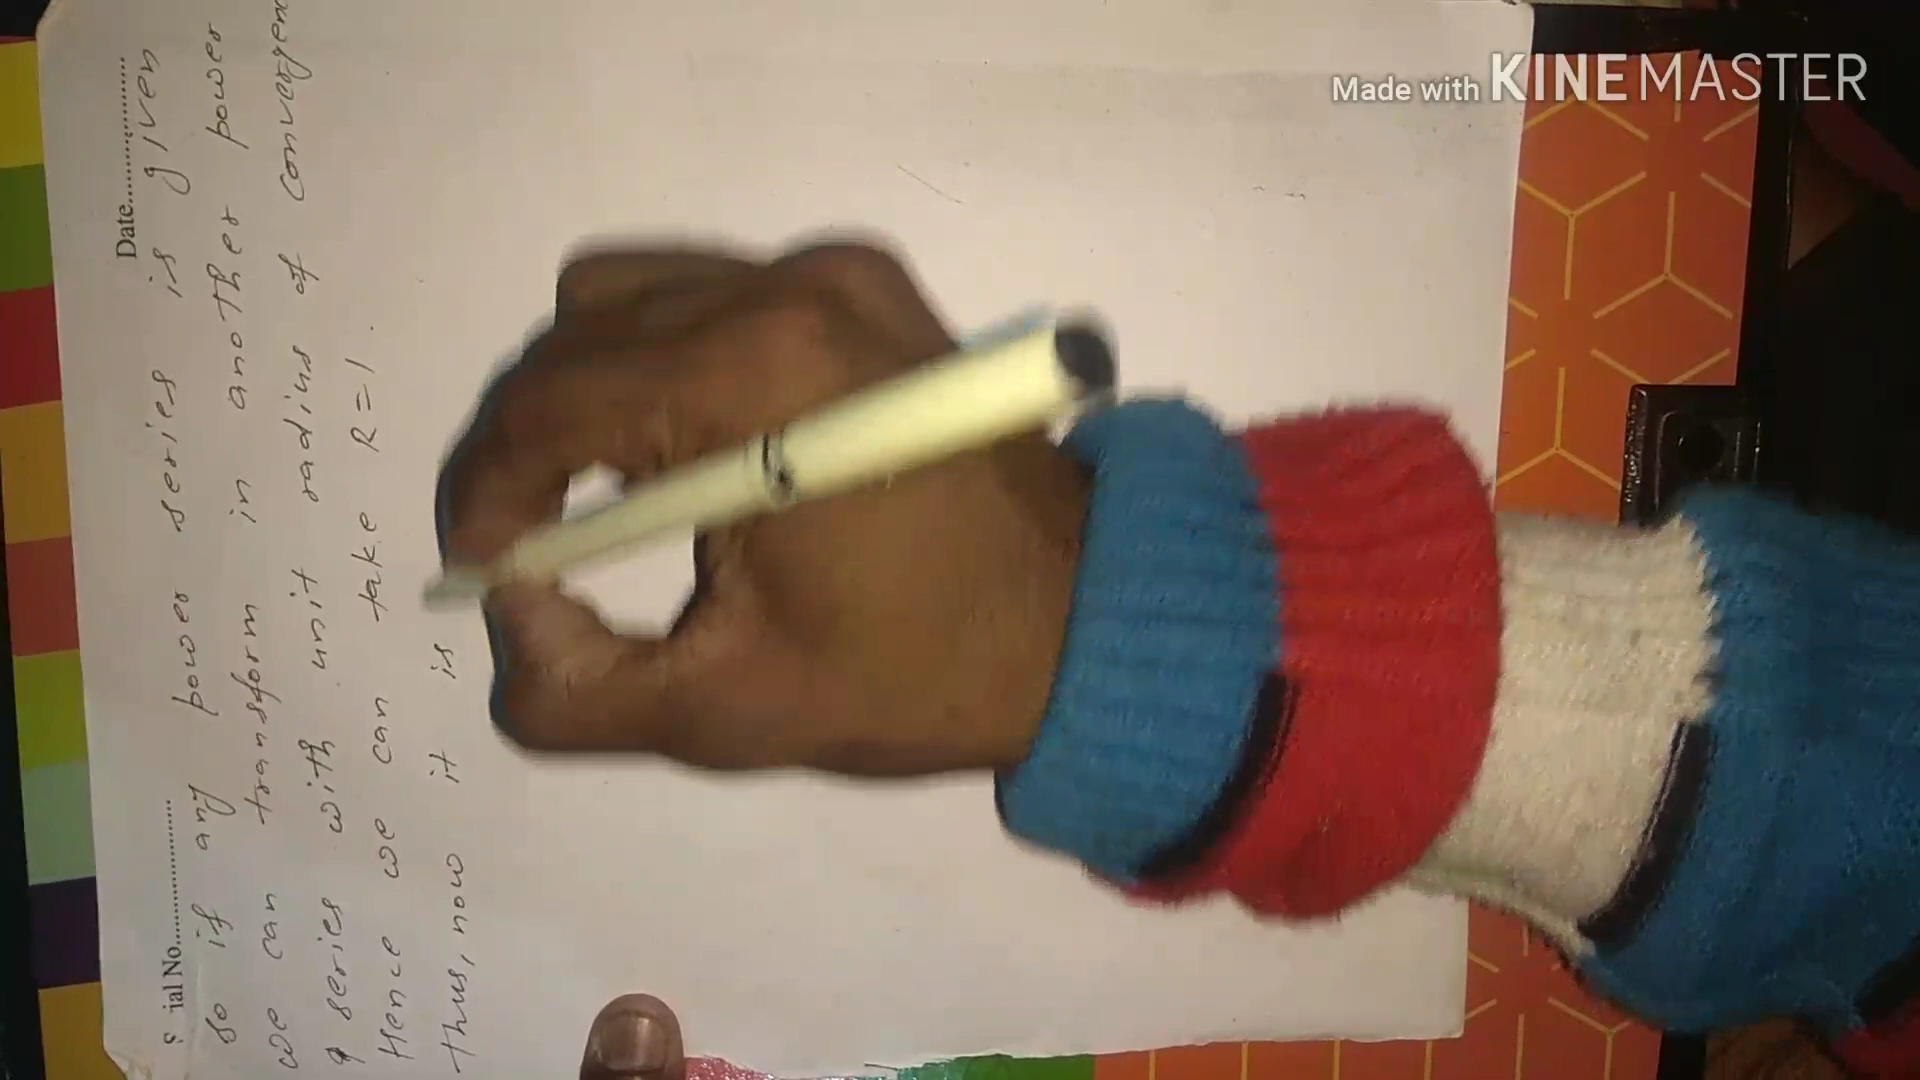 Serial No............................ Date............................
so if any power series is given
we can transform in another power
series with unit radius of convergenc
Hence we can take R=1.
Thus, now it is
Made with KINEMASTER